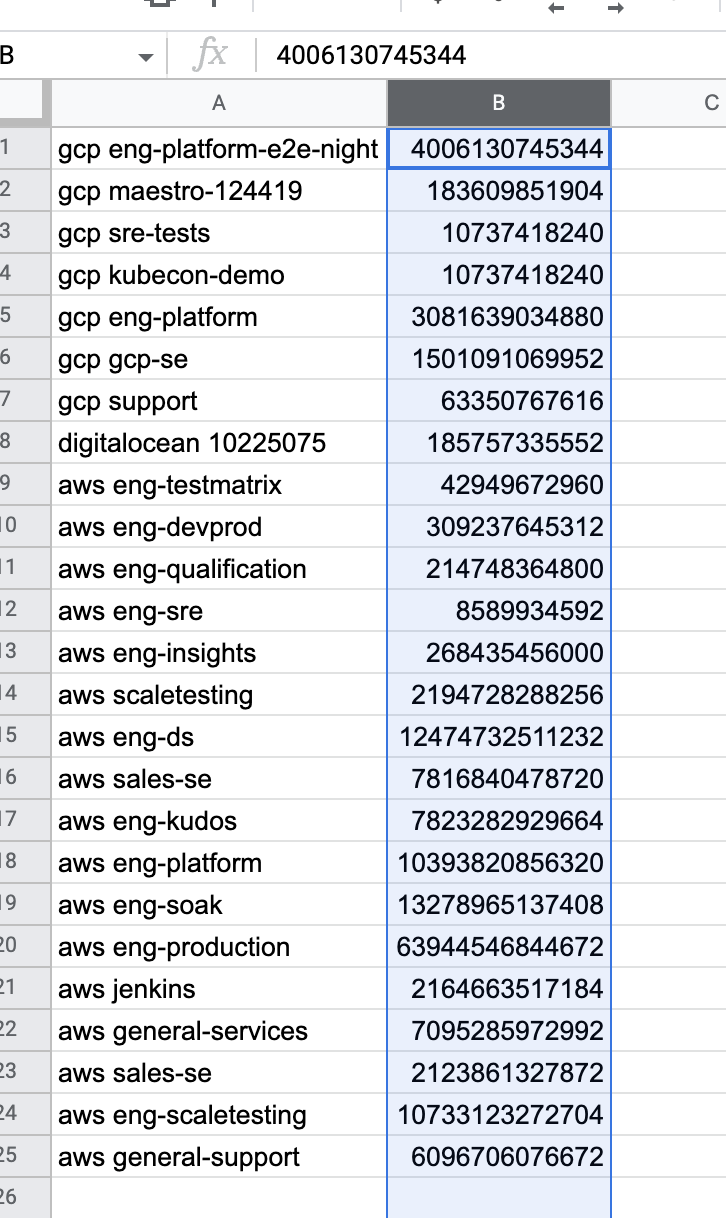 B fx 4006130745344
A B C
1 gcp eng-platform-e2e-night 4006130745344
2 gcp maestro-124419 183609851904
3 gcp sre-tests 10737418240
4 gcp kubecon-demo 10737418240
5 gcp eng-platform 3081639034880
6 gcp gcp-se 1501091069952
7 gcp support 63350767616
8 digitalocean 10225075 185757335552
9 aws eng-testmatrix 42949672960
10 aws eng-devprod 309237645312
11 aws eng-qualification 214748364800
12 aws eng-sre 8589934592
13 aws eng-insights 268435456000
14 aws scaletesting 2194728288256
15 aws eng-ds 12474732511232
16 aws sales-se 7816840478720
17 aws eng-kudos 7823282929664
18 aws eng-platform 10393820856320
19 aws eng-soak 13278965137408
20 aws eng-production 63944546844672
21 aws jenkins 2164663517184
22 aws general-services 7095285972992
23 aws sales-se 2123861327872
24 aws eng-scaletesting 10733123272704
25 aws general-support 6096706076672
26